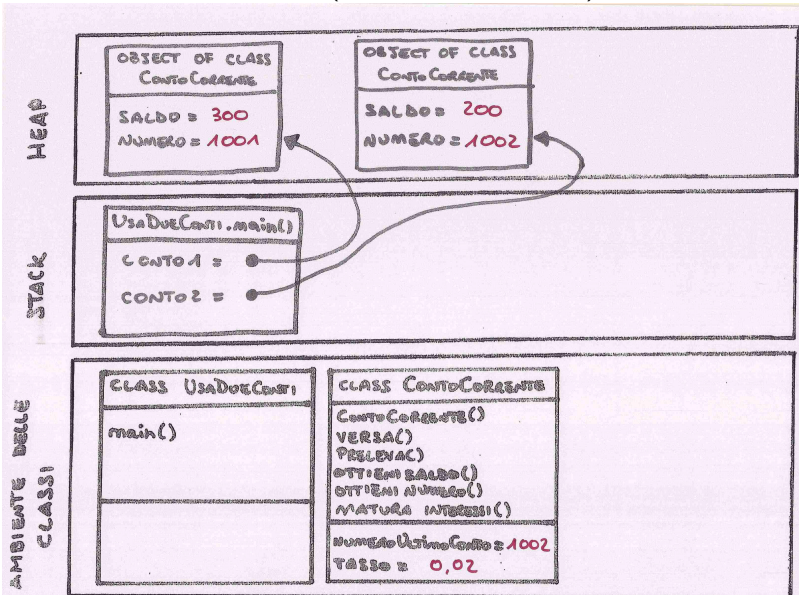 HEAP
OBJECT OF CLASS
ContoCorrente
SALDO = 300
NUMERO = 1001
OBJECT OF CLASS
ContoCorrente
SALDO = 200
NUMERO = 1002
STACK
UsaDueConti.main()
CONTO1 =
CONTO2 =
AMBIENTE DELLE
CLASSI
CLASS UsaDueConti
main()
CLASS ContoCorrente
ContoCorrente()
VERSA()
PRELEVA()
OTTIENI SALDO()
OTTIENI NUMERO()
MATURA INTERESSI()
NUMEROUltimoConto = 1002
TASSO = 0,02